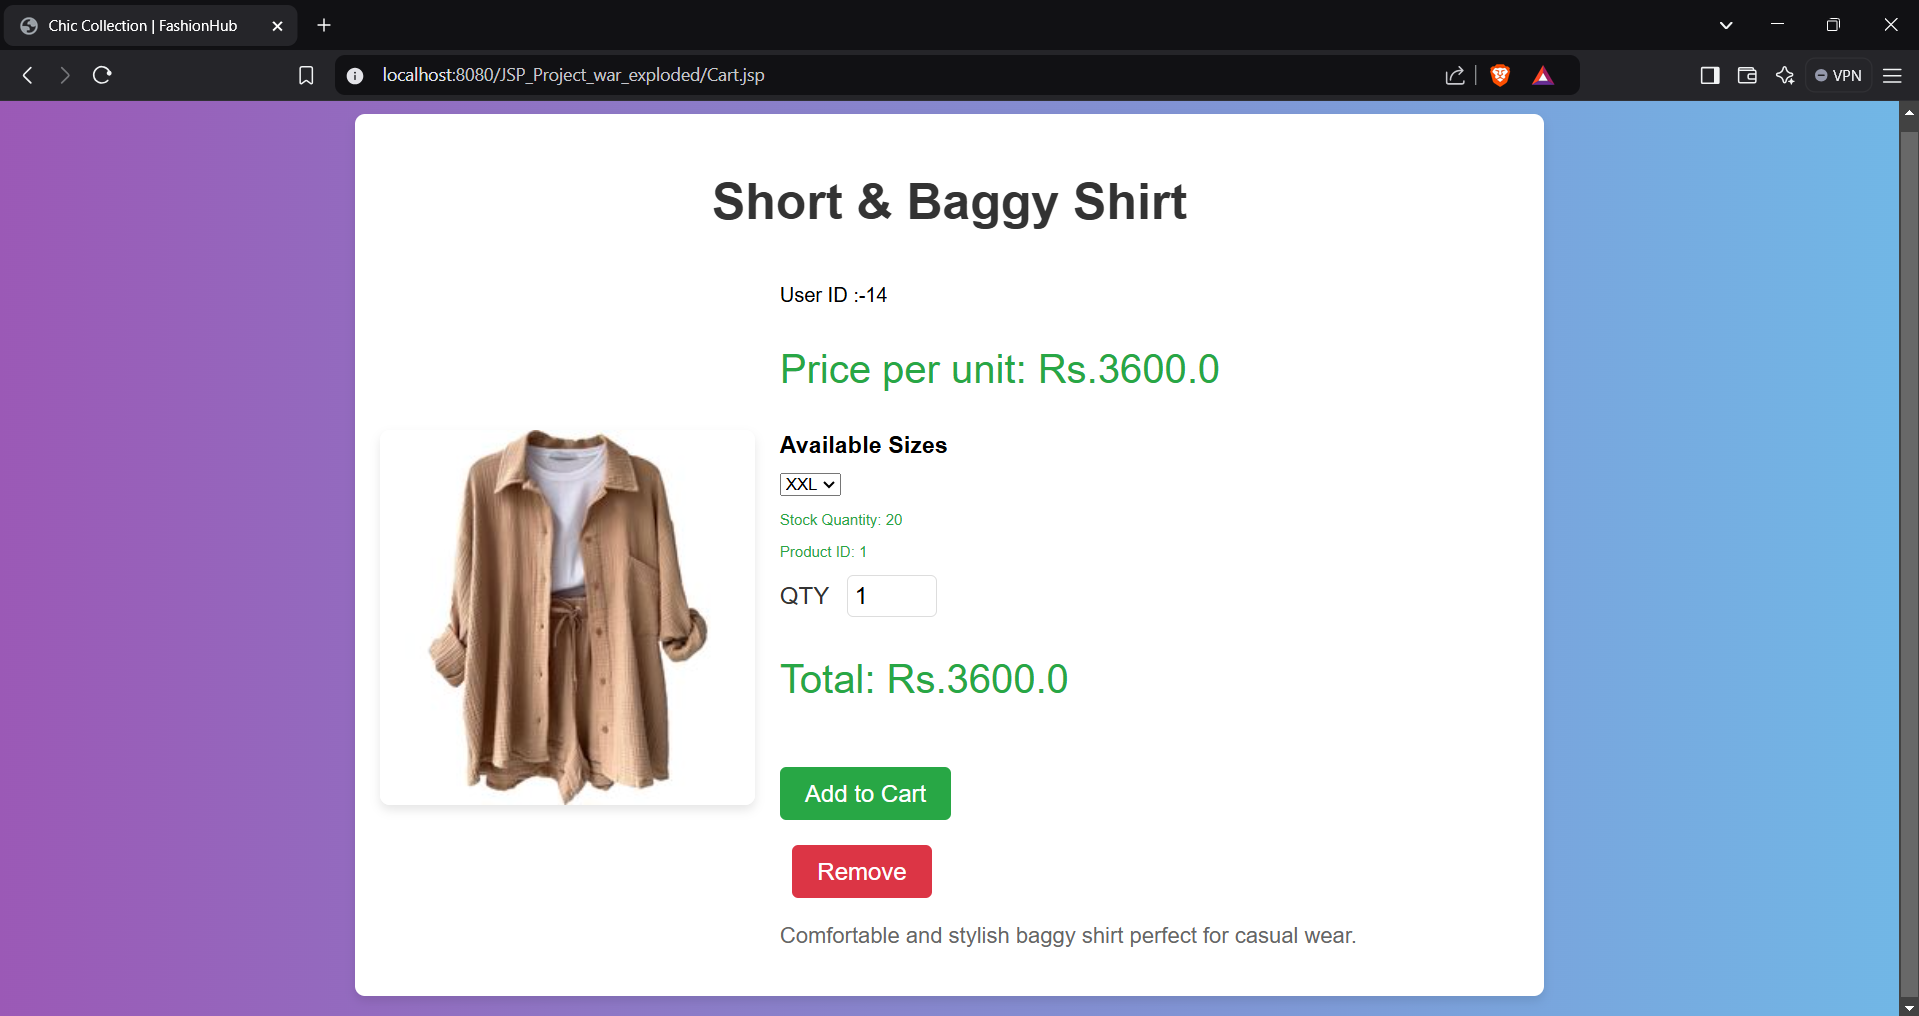 Chic Collection | FashionHub
localhost:8080/JSP_Project_war_exploded/Cart.jsp
VPN
Short & Baggy Shirt
User ID :-14
Price per unit: Rs.3600.0
Available Sizes
XXL
Stock Quantity: 20
Product ID: 1
QTY 1
Total: Rs.3600.0
Add to Cart
Remove
Comfortable and stylish baggy shirt perfect for casual wear.